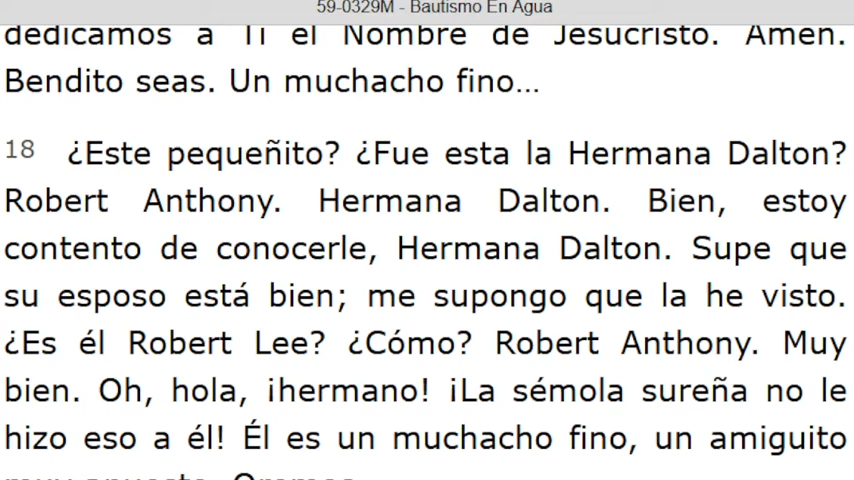 59-0329M - Bautismo En Agua
dedicamos a Ti el Nombre de Jesucristo. Amén.
Bendito seas. Un muchacho fino...
18 ¿Este pequeñito? ¿Fue esta la Hermana Dalton?
Robert Anthony. Hermana Dalton. Bien, estoy
contento de conocerle, Hermana Dalton. Supe que
su esposo está bien; me supongo que la he visto.
¿Es él Robert Lee? ¿Cómo? Robert Anthony. Muy
bien. Oh, hola, ¡hermano! ¡La sémola sureña no le
hizo eso a él! Él es un muchacho fino, un amiguito
muy apuesto. Oremos